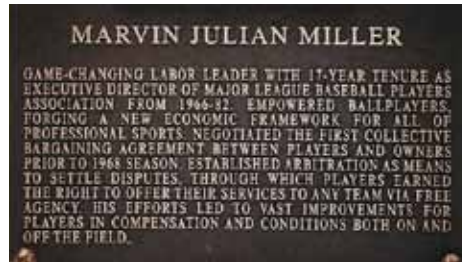 MARVIN JULIAN MILLER
GAME-CHANGING LABOR LEADER WITH 17-YEAR TENURE AS
EXECUTIVE DIRECTOR OF MAJOR LEAGUE BASEBALL PLAYERS
ASSOCIATION FROM 1966-82. EMPOWERED BALLPLAYERS,
FORGING A NEW ECONOMIC FRAMEWORK FOR ALL OF
PROFESSIONAL SPORTS. NEGOTIATED THE FIRST COLLECTIVE
BARGAINING AGREEMENT BETWEEN PLAYERS AND OWNERS
PRIOR TO 1968 SEASON. ESTABLISHED ARBITRATION AS MEANS
TO SETTLE DISPUTES, THROUGH WHICH PLAYERS EARNED
THE RIGHT TO OFFER THEIR SERVICES TO ANY TEAM VIA FREE
AGENCY. HIS EFFORTS LED TO VAST IMPROVEMENTS FOR
PLAYERS IN COMPENSATION AND CONDITIONS BOTH ON AND
OFF THE FIELD.